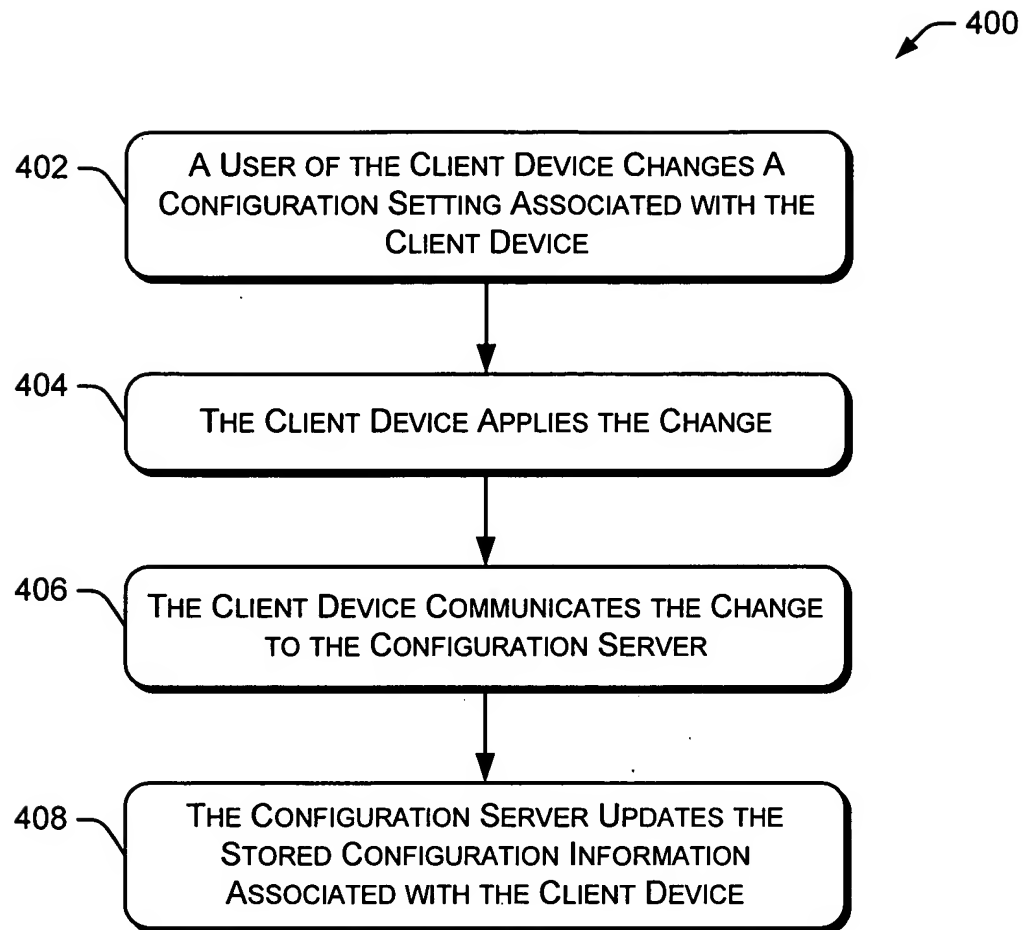 400
402
A USER OF THE CLIENT DEVICE CHANGES A
CONFIGURATION SETTING ASSOCIATED WITH THE
CLIENT DEVICE
404
THE CLIENT DEVICE APPLIES THE CHANGE
406
THE CLIENT DEVICE COMMUNICATES THE CHANGE
TO THE CONFIGURATION SERVER
408
THE CONFIGURATION SERVER UPDATES THE
STORED CONFIGURATION INFORMATION
ASSOCIATED WITH THE CLIENT DEVICE